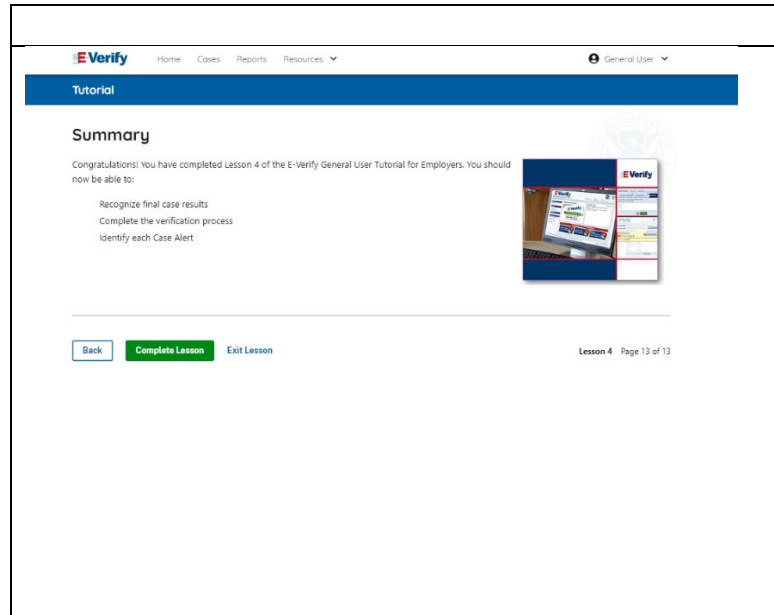 E-Verify Home Cases Reports Resources General User
Tutorial
Summary
Congratulations! You have completed Lesson 4 of the E-Verify General User Tutorial for Employers. You should
now be able to:
Recognize final case results
Complete the verification process
Identify each Case Alert
E-Verify
Back Complete Lesson Exit Lesson Lesson 4 Page 13 of 13